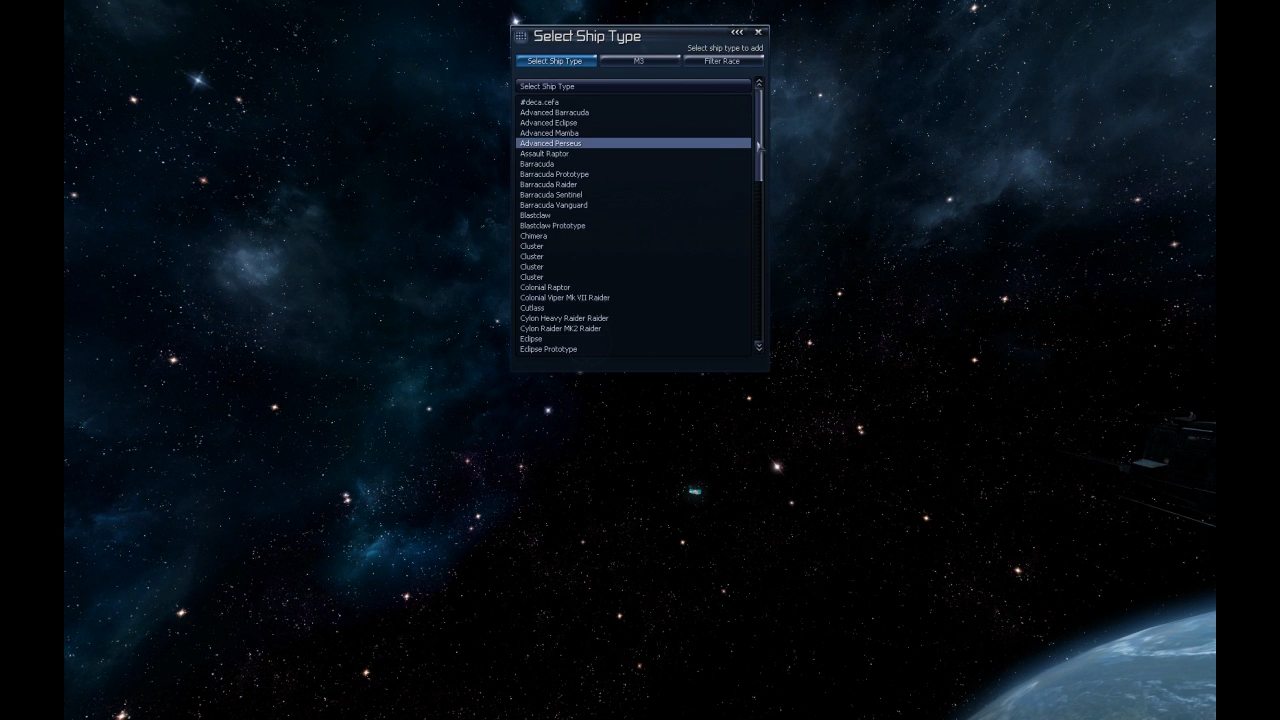 Select Ship Type
Select ship type to add
Select Ship Type M3 Filter Race
Select Ship Type
#deca.cefa
Advanced Barracuda
Advanced Eclipse
Advanced Mamba
Advanced Perseus
Assault Raptor
Barracuda
Barracuda Prototype
Barracuda Raider
Barracuda Sentinel
Barracuda Vanguard
Blastclaw
Blastclaw Prototype
Chimera
Cluster
Cluster
Cluster
Cluster
Colonial Raptor
Colonial Viper Mk VII Raider
Cutlass
Cylon Heavy Raider Raider
Cylon Raider MK2 Raider
Eclipse
Eclipse Prototype